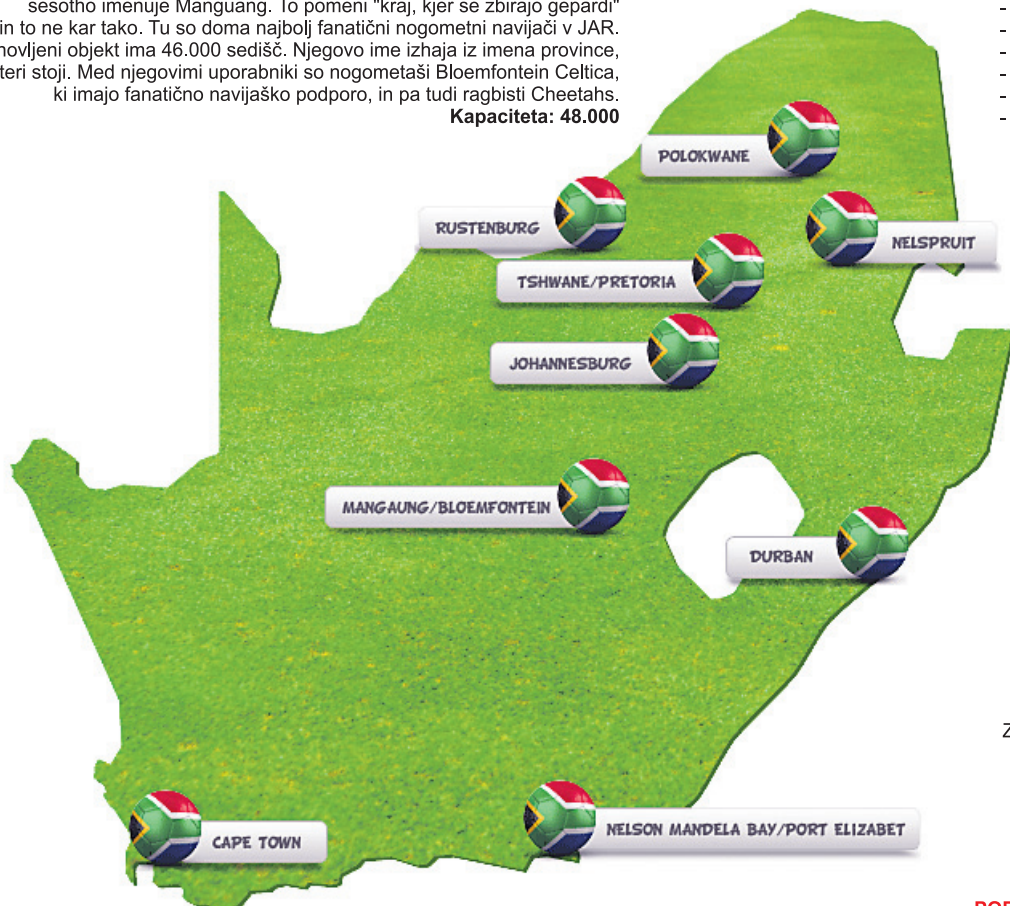 sesotho imenuje Manguang. To pomeni "kraj, kjer se zbirajo gepardi"
in to ne kar tako. Tu so doma najbolj fanatični nogometni navijači v JAR.
objekt ima 46.000 sedišč. Njegovo ime izhaja iz imena province,
stoji. Med njegovimi uporabniki so nogometaši Bloemfontein Celtica,
ki imajo fanatično navijaško podporo, in pa tudi ragbisti Cheetahs.
Kapaciteta: 48.000
POLOKWANE
RUSTENBURG
NELSPRUIT
TSHWANE/PRETORIA
JOHANNESBURG
MANGAUNG/BLOEMFONTEIN
DURBAN
CAPE TOWN
NELSON MANDELA BAY/PORT ELIZABET